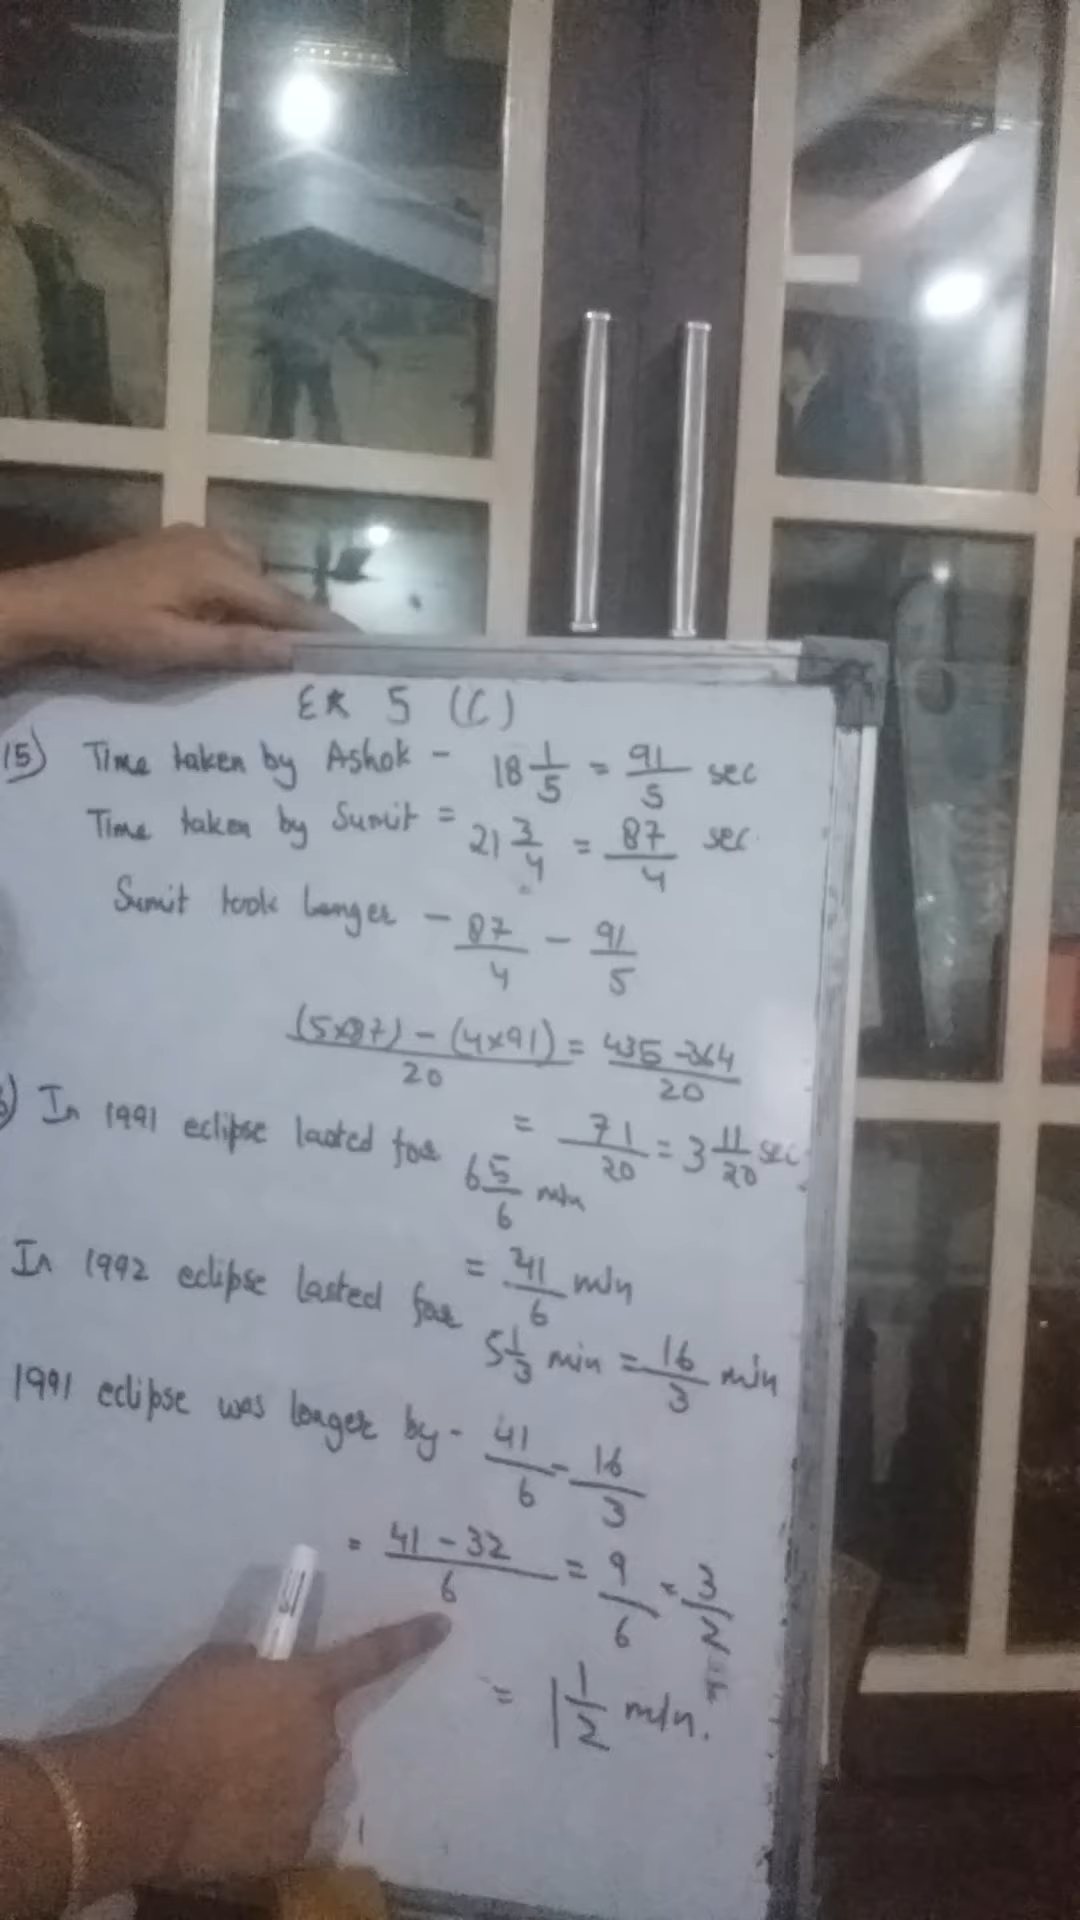 Ex 5 (C)
15) Time taken by Ashok - 18 1/5 = 91/5 sec
Time taken by Sumit = 21 3/4 = 87/4 sec.
Sumit took longer - 87/4 - 91/5
(5x87) - (4x91)/20 = 435-364/20
= 71/20 = 3 11/20 sec.
) In 1991 eclipse lasted for 6 5/6 min
= 41/6 min
In 1992 eclipse lasted for 5 1/3 min = 16/3 min
1991 eclipse was longer by - 41/6 - 16/3
= 41-32/6 = 9/6 = 3/2
= 1 1/2 min.